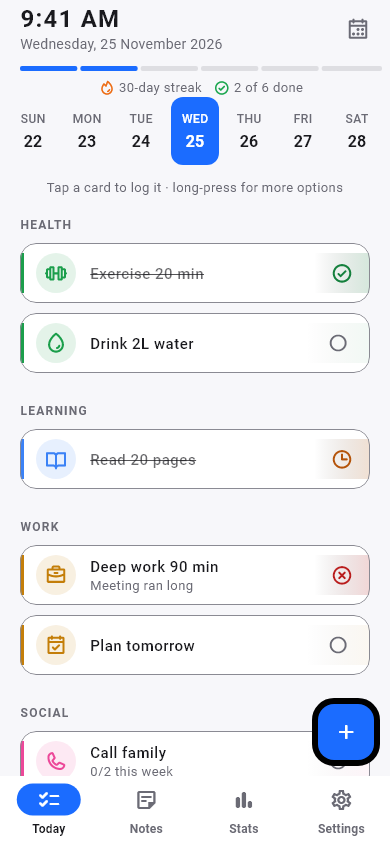 9:41 AM
Wednesday, 25 November 2026
30-day streak 2 of 6 done
SUN MON TUE WED THU FRI SAT
22 23 24 25 26 27 28
Tap a card to log it · long-press for more options
HEALTH
Exercise 20 min
Drink 2L water
LEARNING
Read 20 pages
WORK
Deep work 90 min
Meeting ran long
Plan tomorrow
SOCIAL
Call family
0/2 this week
Today Notes Stats Settings